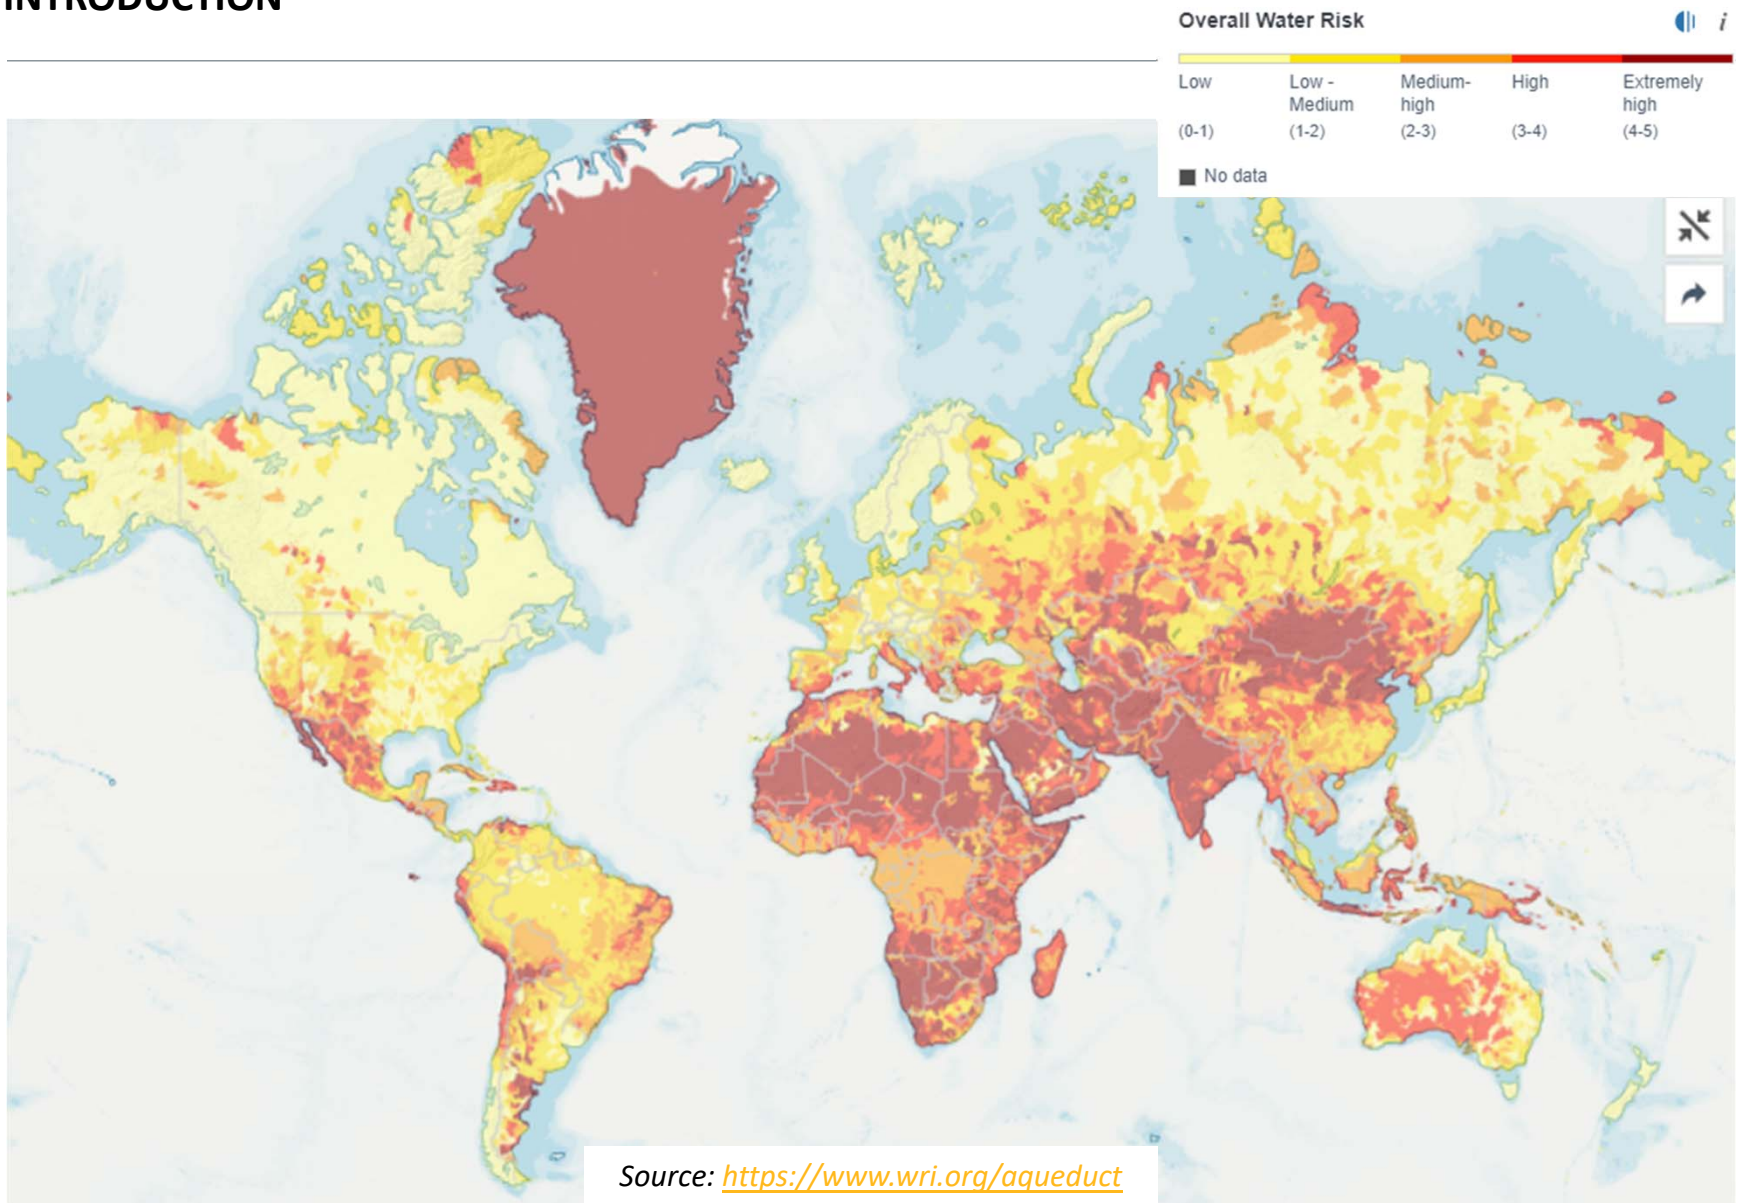 INTRODUCTION
Overall Water Risk
i
Low
Low -
Medium
Medium-
high
High
Extremely
high
(0-1)
(1-2)
(2-3)
(3-4)
(4-5)
No data
Source: https://www.wri.org/aqueduct